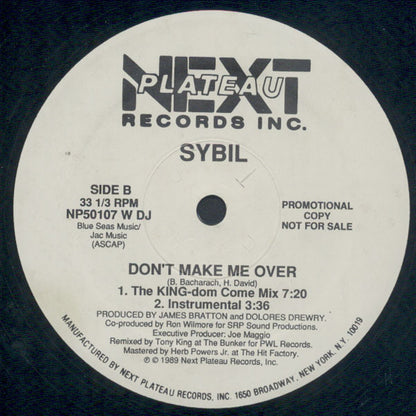 NEXT
PLATEAU
RECORDS INC.
SYBIL
SIDE B
33 1/3 RPM
NP50107 W DJ
Blue Seas Music/
Jac Music
(ASCAP)
PROMOTIONAL
COPY
NOT FOR SALE
DON'T MAKE ME OVER
(B. Bacharach, H. David)
1. The KING-dom Come Mix 7:20
2. Instrumental 3:36
PRODUCED BY JAMES BRATTON and DOLORES DREWRY.
Co-produced by Ron Wilmore for SRP Sound Productions.
Executive Producer: Joe Maggio
Remixed by Tony King at The Bunker for PWL Records.
Mastered by Herb Powers Jr. at The Hit Factory.
℗ © 1989 Next Plateau Records, Inc.
MANUFACTURED BY NEXT PLATEAU RECORDS, INC. 1650 BROADWAY, NEW YORK, N.Y. 10019